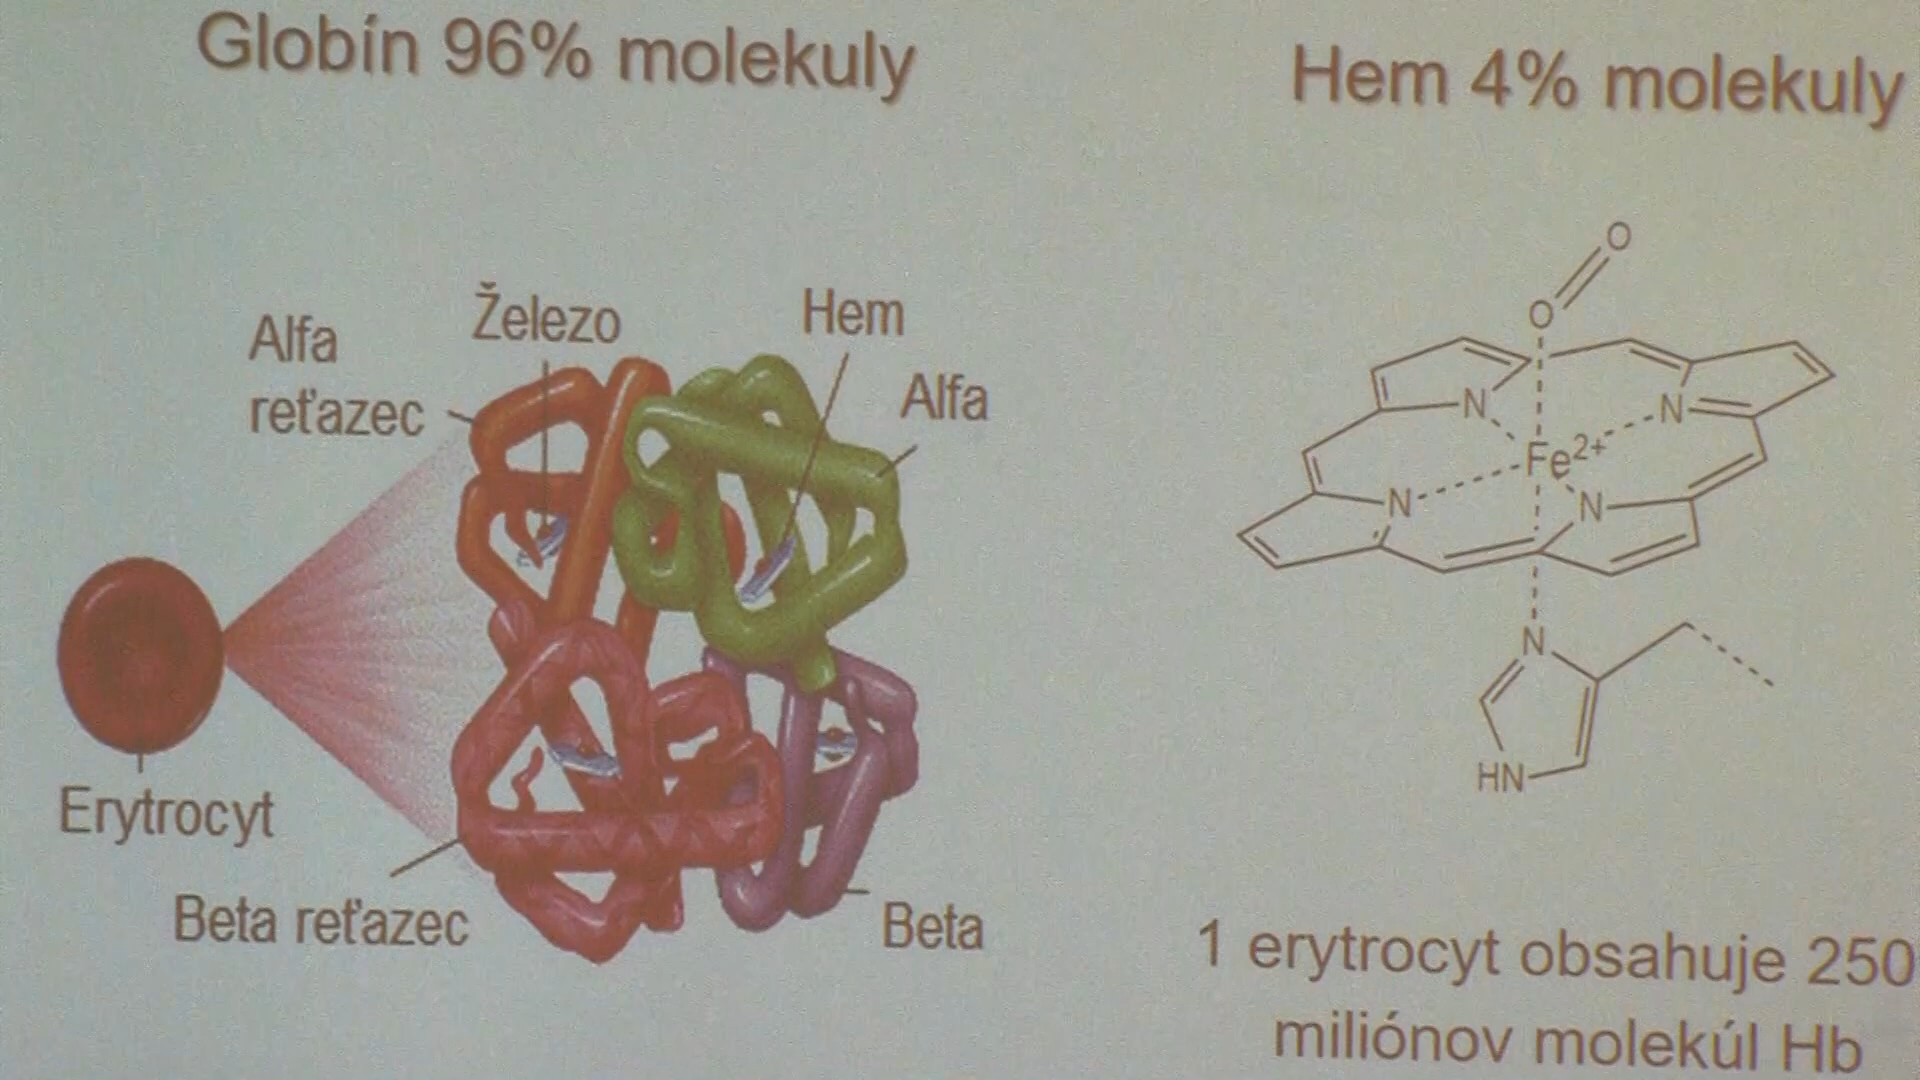 Globín 96% molekuly
Hem 4% molekuly
Alfa
reťazec
Železo
Hem
Alfa
Erytrocyt
Beta reťazec
Beta
O
O
N
N
Fe2+
N
N
N
HN
1 erytrocyt obsahuje 250
miliónov molekúl Hb